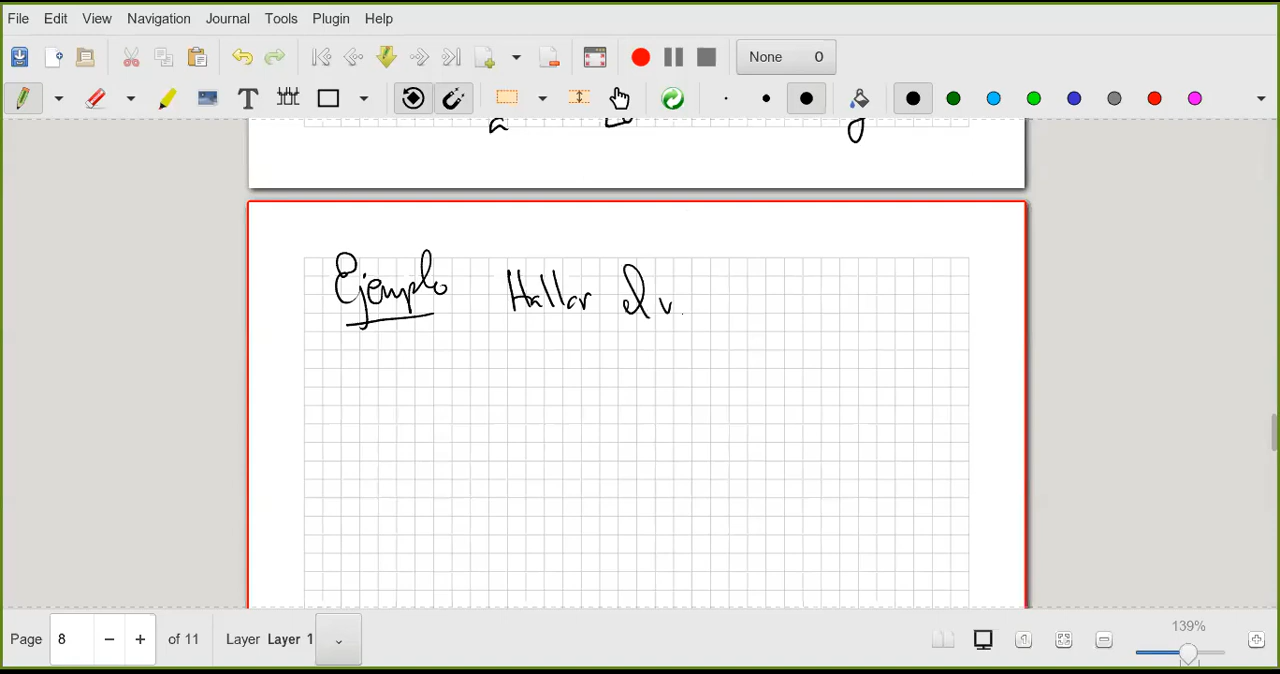 File Edit View Navigation Journal Tools Plugin Help
None 0
T
a g
Ejemplo Hallar el v
Page 8 − + of 11 Layer Layer 1 139%